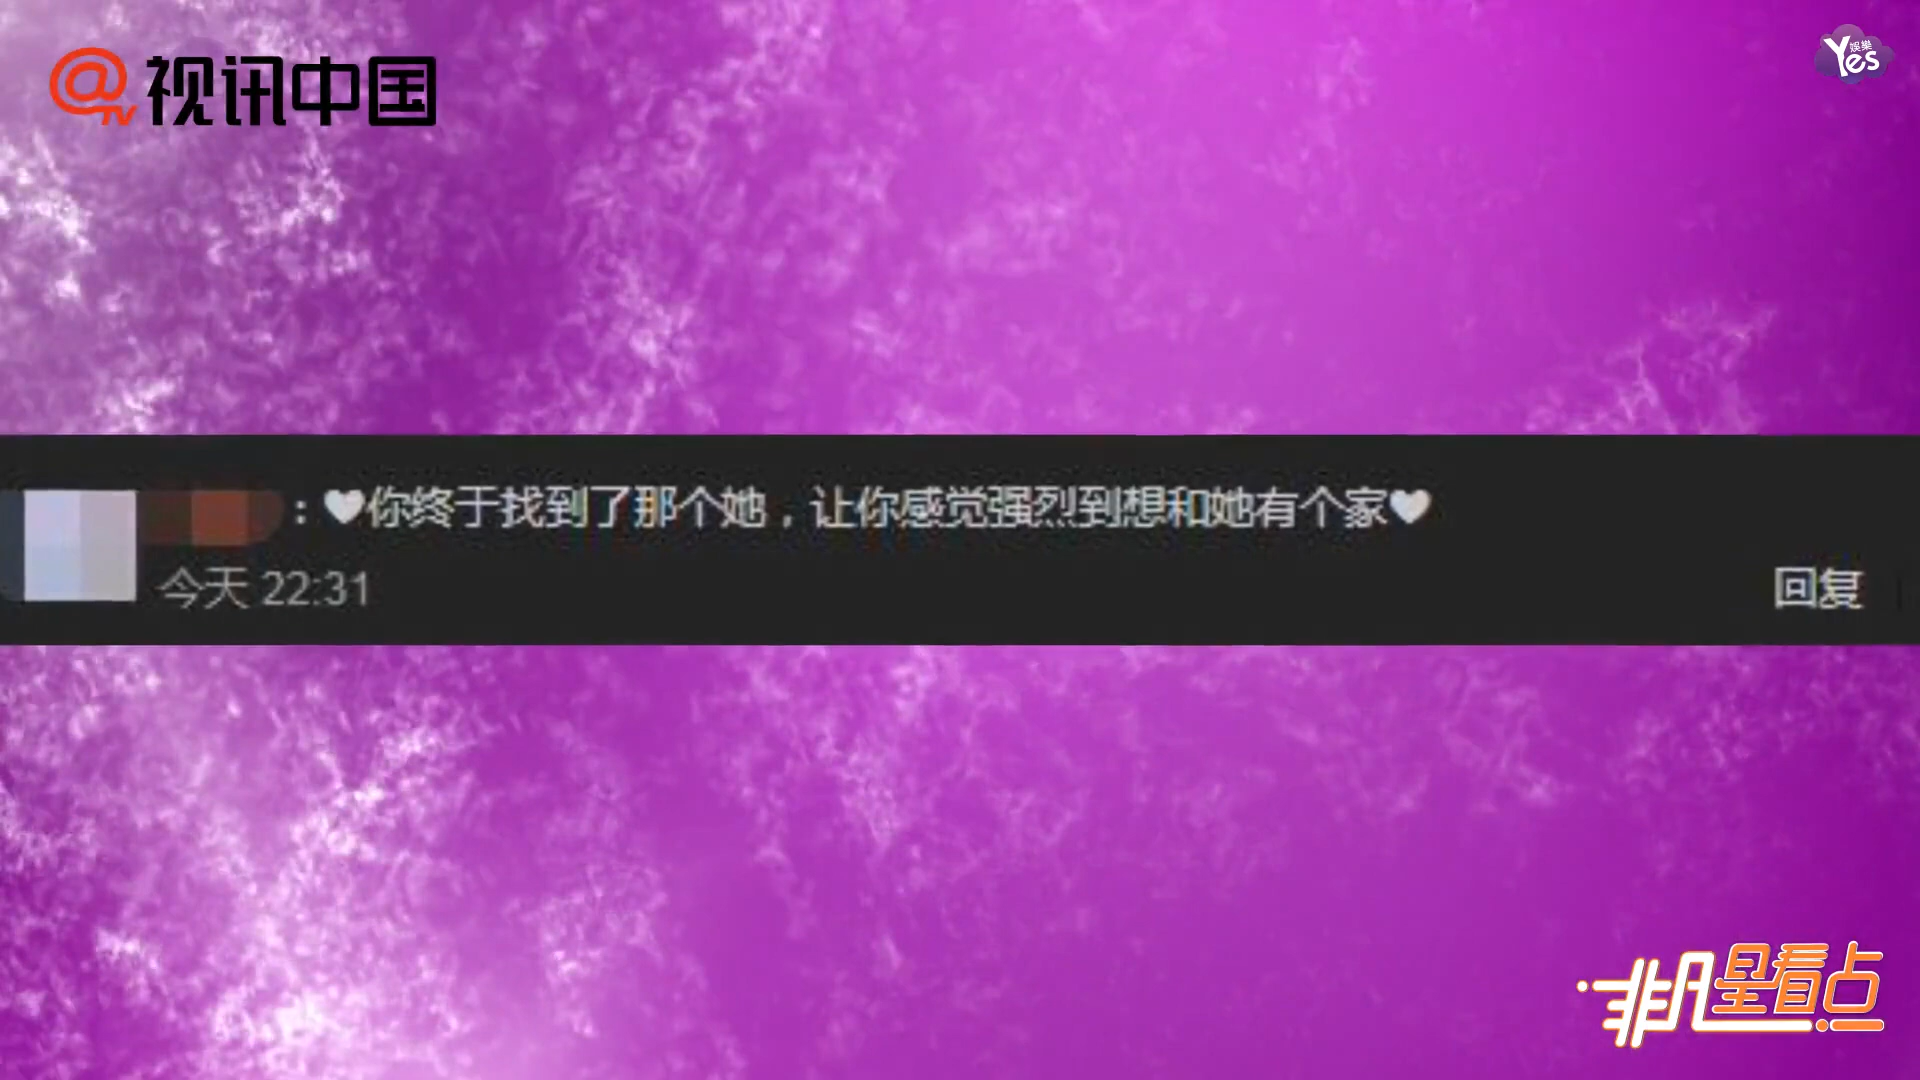 @TV 视讯中国
Yes 娱樂
：🤍你终于找到了那个她，让你感觉强烈到想和她有个家🤍
今天 22:31
回复
非凡星看点